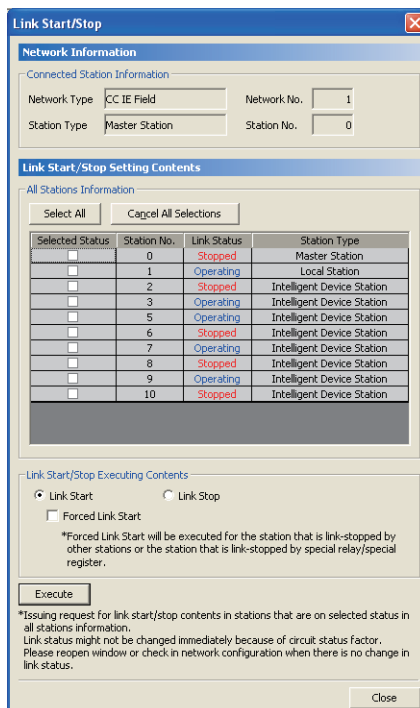 Link Start/Stop
Network Information
Connected Station Information
Network Type CC IE Field Network No. 1
Station Type Master Station Station No. 0
Link Start/Stop Setting Contents
All Stations Information
Select All Cancel All Selections
Selected Status Station No. Link Status Station Type
0 Stopped Master Station
1 Operating Local Station
2 Stopped Intelligent Device Station
3 Operating Intelligent Device Station
5 Operating Intelligent Device Station
6 Stopped Intelligent Device Station
7 Operating Intelligent Device Station
8 Stopped Intelligent Device Station
9 Operating Intelligent Device Station
10 Stopped Intelligent Device Station
Link Start/Stop Executing Contents
Link Start Link Stop
Forced Link Start
*Forced Link Start will be executed for the station that is link-stopped by
other stations or the station that is link-stopped by special relay/special
register.
Execute
*Issuing request for link start/stop contents in stations that are on selected status in
all stations information.
Link status might not be changed immediately because of circuit status factor.
Please reopen window or check in network configuration when there is no change in
link status.
Close